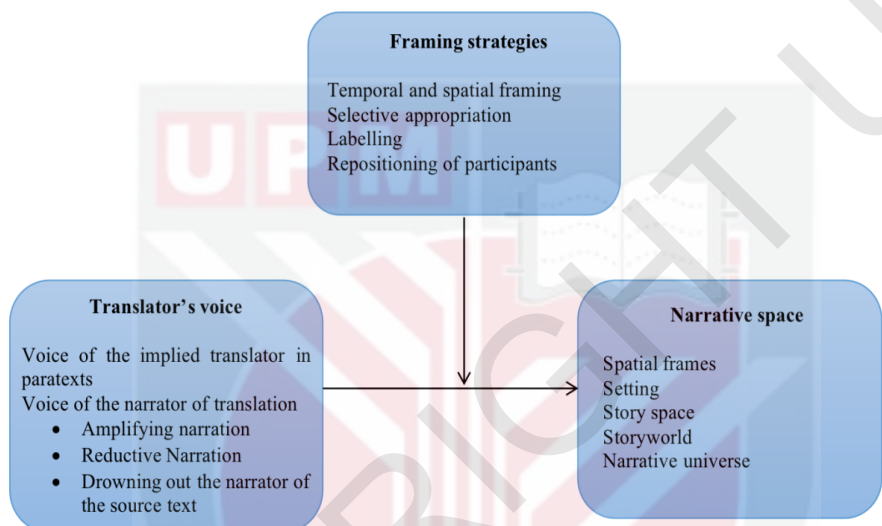 Framing strategies
Temporal and spatial framing
Selective appropriation
Labelling
Repositioning of participants
UPM
Translator's voice
Voice of the implied translator in
paratexts
Voice of the narrator of translation
• Amplifying narration
• Reductive Narration
• Drowning out the narrator of
the source text
Narrative space
Spatial frames
Setting
Story space
Storyworld
Narrative universe
RIGHT U